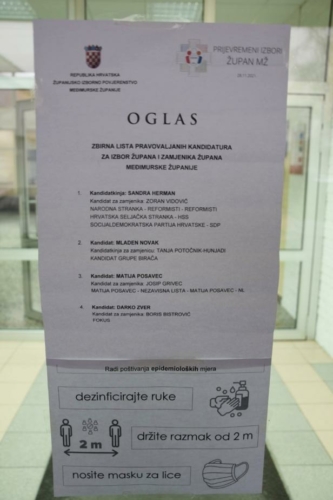 REPUBLIKA HRVATSKA
ŽUPANIJSKO IZBORNO POVJERENSTVO
MEĐIMURSKE ŽUPANIJE
PRIJEVREMENI IZBORI
ŽUPAN MŽ
OGLAS
ZBIRNA LISTA PRAVOVALJANIH KANDIDATURA
ZA IZBOR ŽUPANA I ZAMJENIKA ŽUPANA
MEĐIMURSKE ŽUPANIJE
1. Kandidatkinja: SANDRA HERMAN
Kandidat za zamjenika: ZORAN VIDOVIĆ
NARODNA STRANKA - REFORMISTI - REFORMISTI
HRVATSKA SELJAČKA STRANKA - HSS
SOCIJALDEMOKRATSKA PARTIJA HRVATSKE - SDP
2. Kandidat: MLADEN NOVAK
Kandidatkinja za zamjenicu: TANJA POTOČNIK HUNJADI
KANDIDAT GRUPE BIRAČA
3. Kandidat: MATIJA POSAVEC
Kandidat za zamjenika: JOSIP GRIVEC
MATIJA POSAVEC - NEZAVISNA LISTA - MATIJA POSAVEC - NL
4. Kandidat: DARKO ZVER
Kandidat za zamjenika: BORIS BISTROVIĆ
FOKUS
Radi poštivanja epidemioloških mjera
dezinficirajte ruke
2 m
držite razmak od 2 m
nosite masku za lice